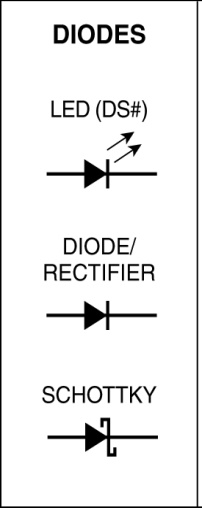 DIODES
LED (DS#)
DIODE/
RECTIFIER
SCHOTTKY